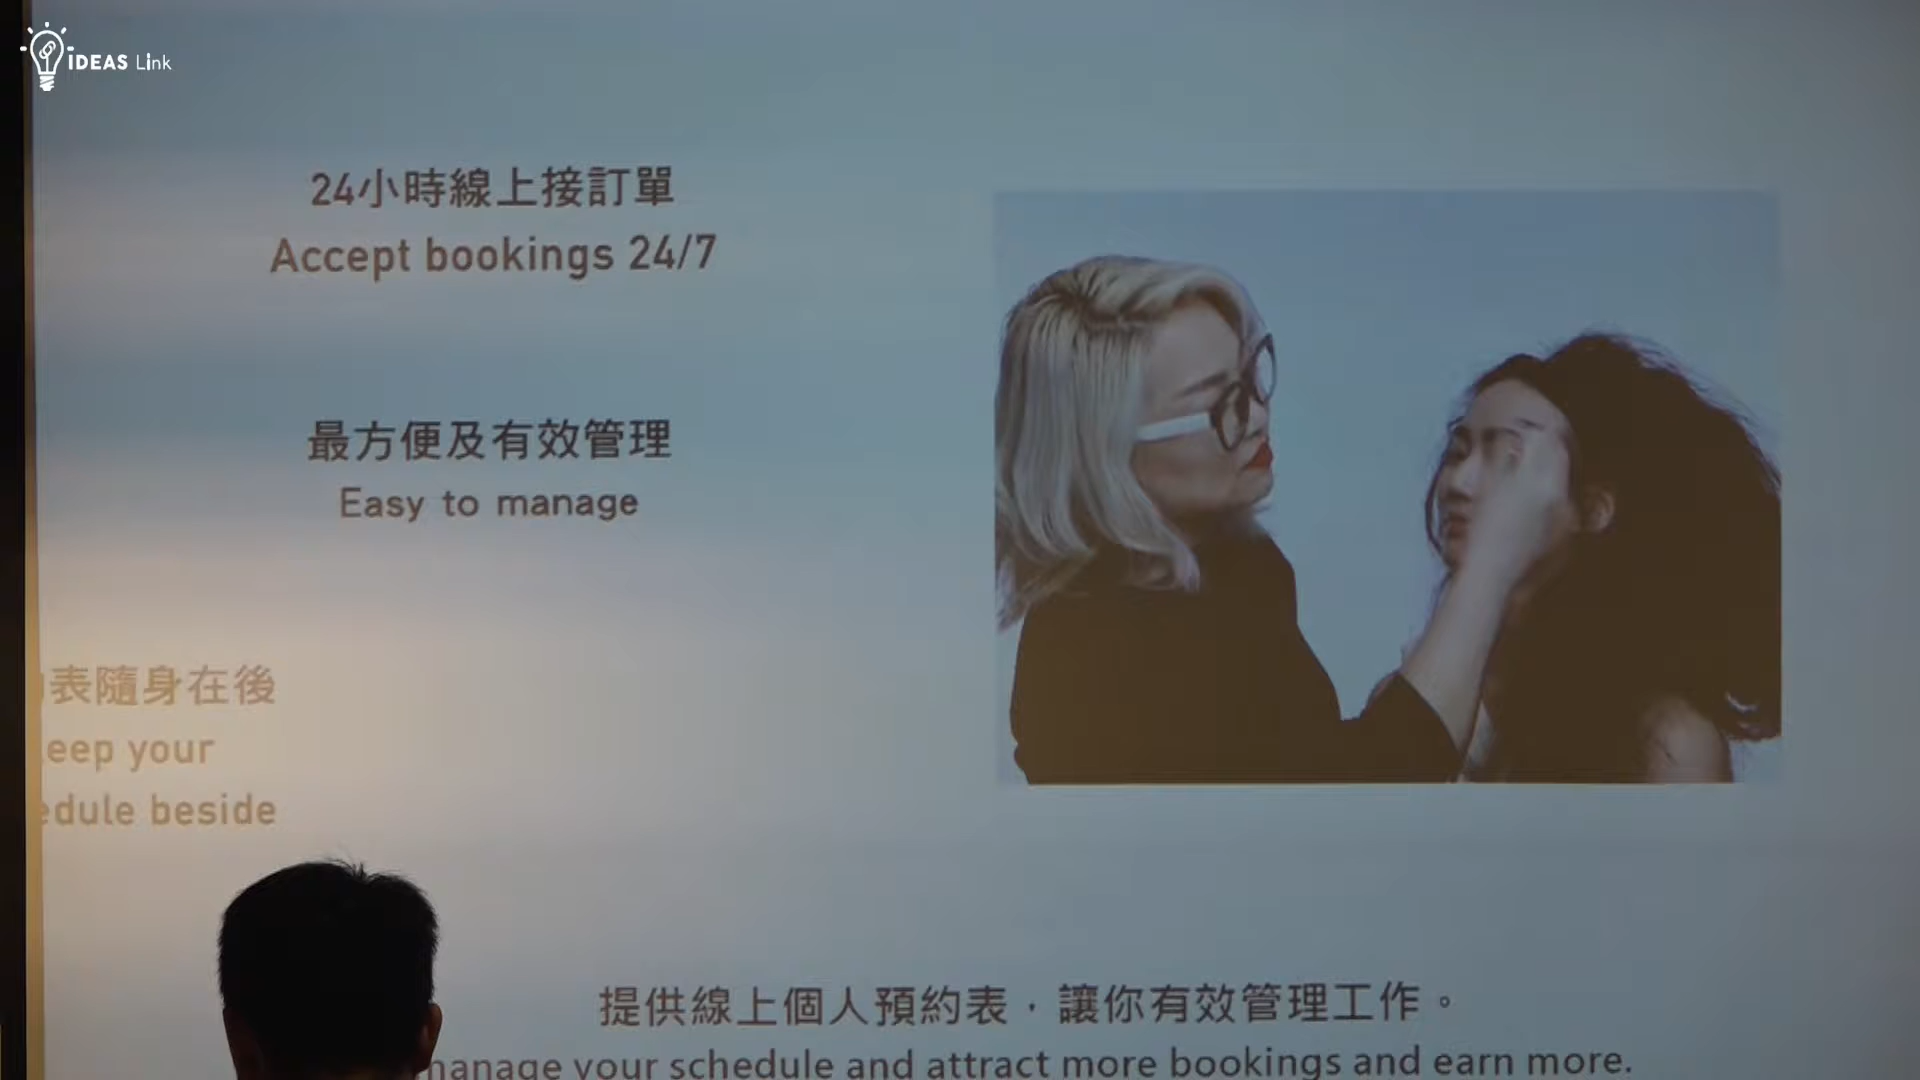 IDEAS Link
24小時線上接訂單
Accept bookings 24/7
最方便及有效管理
Easy to manage
表隨身在後
your
beside
提供線上個人預約表，讓你有效管理工作。
your schedule and attract more bookings and earn more.